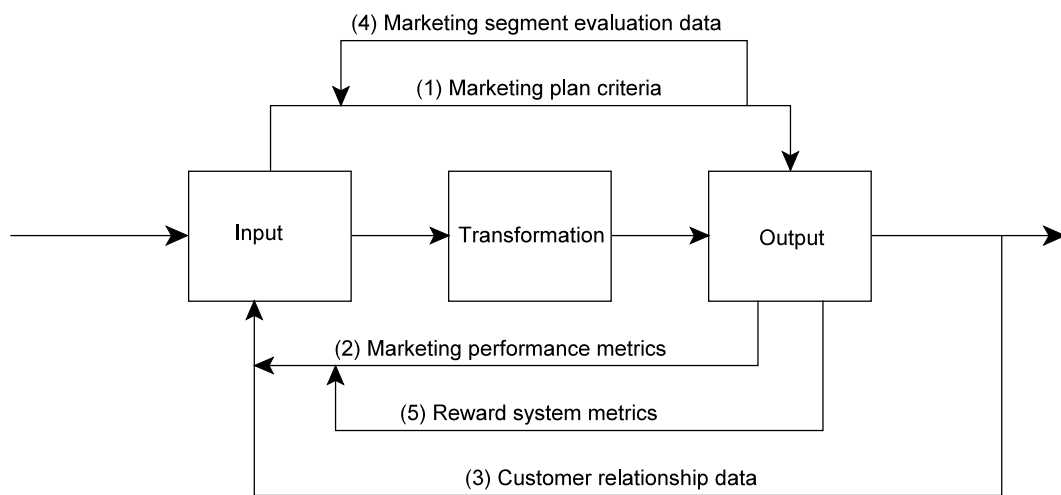 (4) Marketing segment evaluation data
(1) Marketing plan criteria
Input
Transformation
Output
(2) Marketing performance metrics
(5) Reward system metrics
(3) Customer relationship data